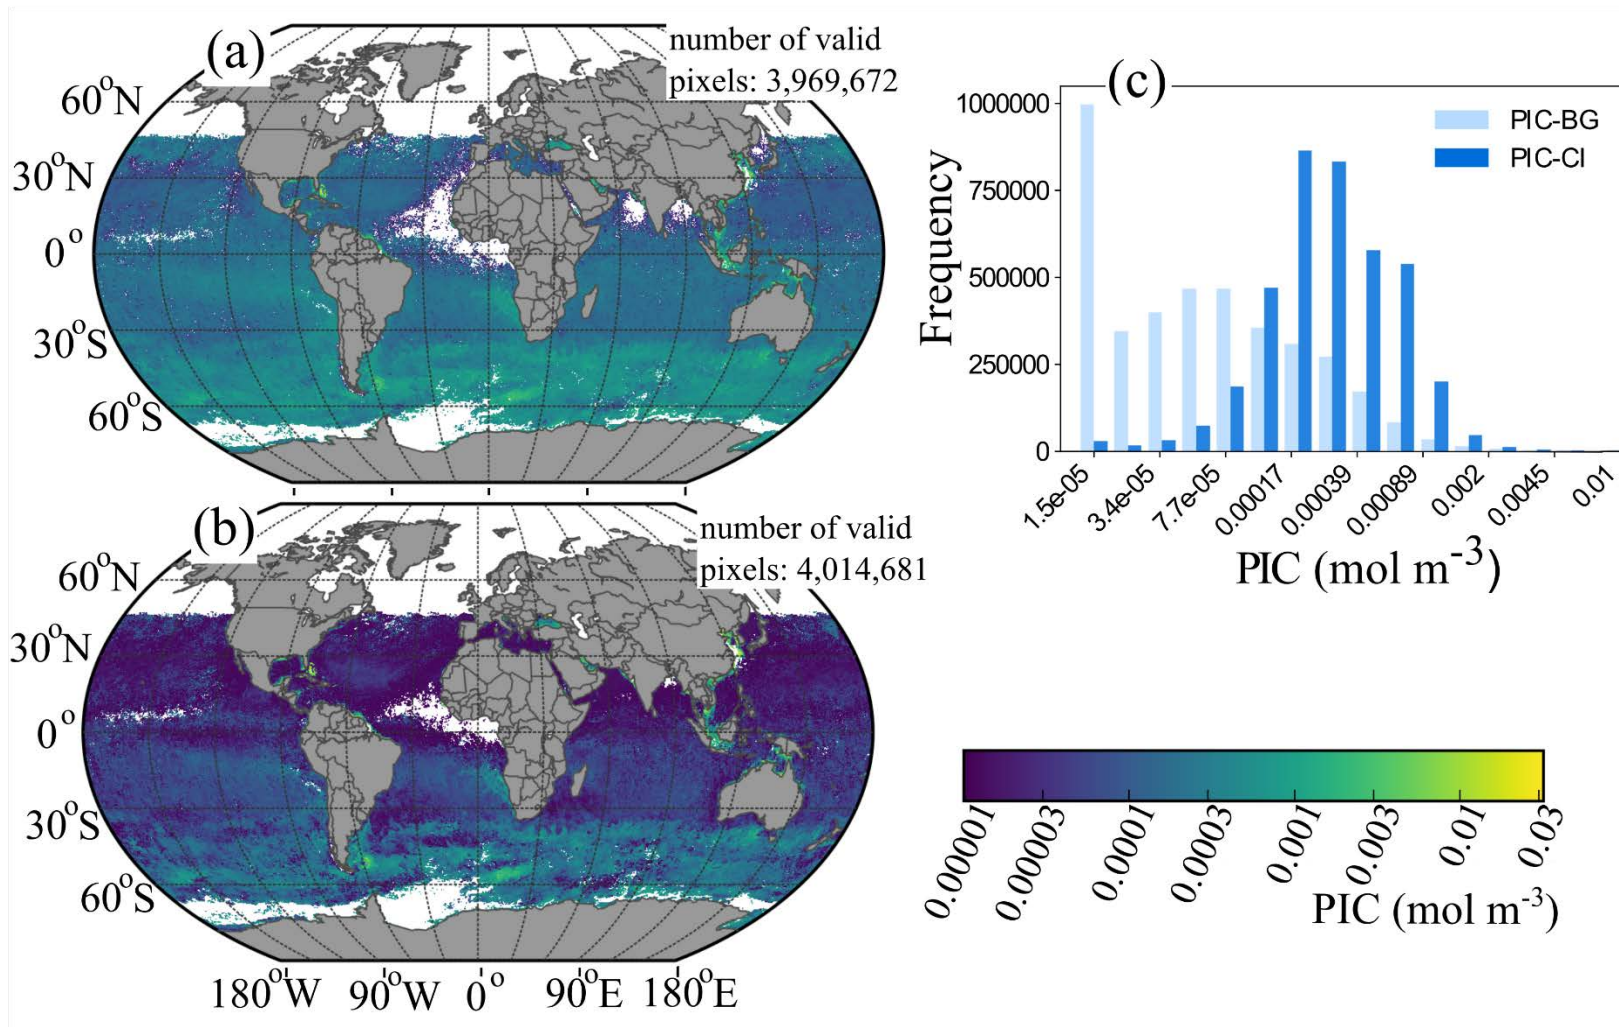 (a)
number of valid
pixels: 3,969,672
60°N
30°N
0°
30°S
60°S
(b)
number of valid
pixels: 4,014,681
60°N
30°N
0°
30°S
60°S
180°W 90°W 0° 90°E 180°E
(c)
PIC-BG
PIC-CI
Frequency
1000000
750000
500000
250000
0
1.5e-05 3.4e-05 7.7e-05 0.00017 0.00039 0.00089 0.002 0.0045 0.01
PIC (mol m⁻³)
0.00001 0.00003 0.0001 0.0003 0.001 0.003 0.01 0.03
PIC (mol m⁻³)